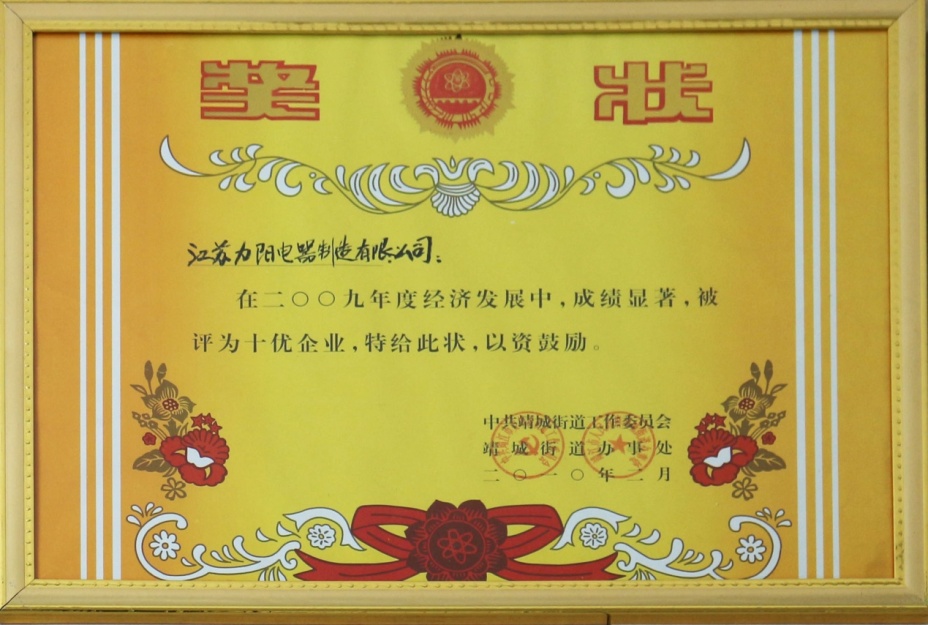 奖状
江苏力阳电器制造有限公司：
在二〇〇九年度经济发展中，成绩显著，被
评为十优企业，特给此状，以资鼓励。
中共靖城街道工作委员会
靖城街道办事处
二〇一〇年二月